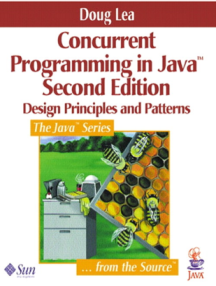 Doug Lea
Concurrent
Programming in Java™
Second Edition
Design Principles and Patterns
The Java™ Series
... from the Source™
Sun
JAVA